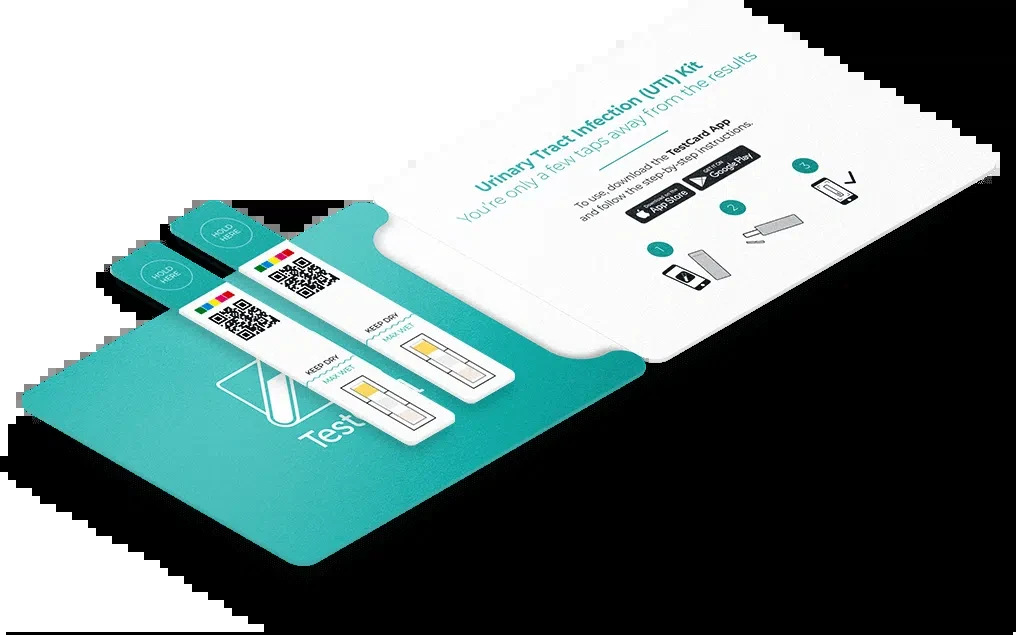 Urinary Tract Infection (UTI) Kit
You're only a few taps away from the results
To use, download the TestCard App
and follow the step-by-step instructions.
Download on the
App Store
GET IT ON
Google Play
1
2
3
HOLD
HERE
HOLD
HERE
KEEP DRY
MAX WET
KEEP DRY
MAX WET
Test